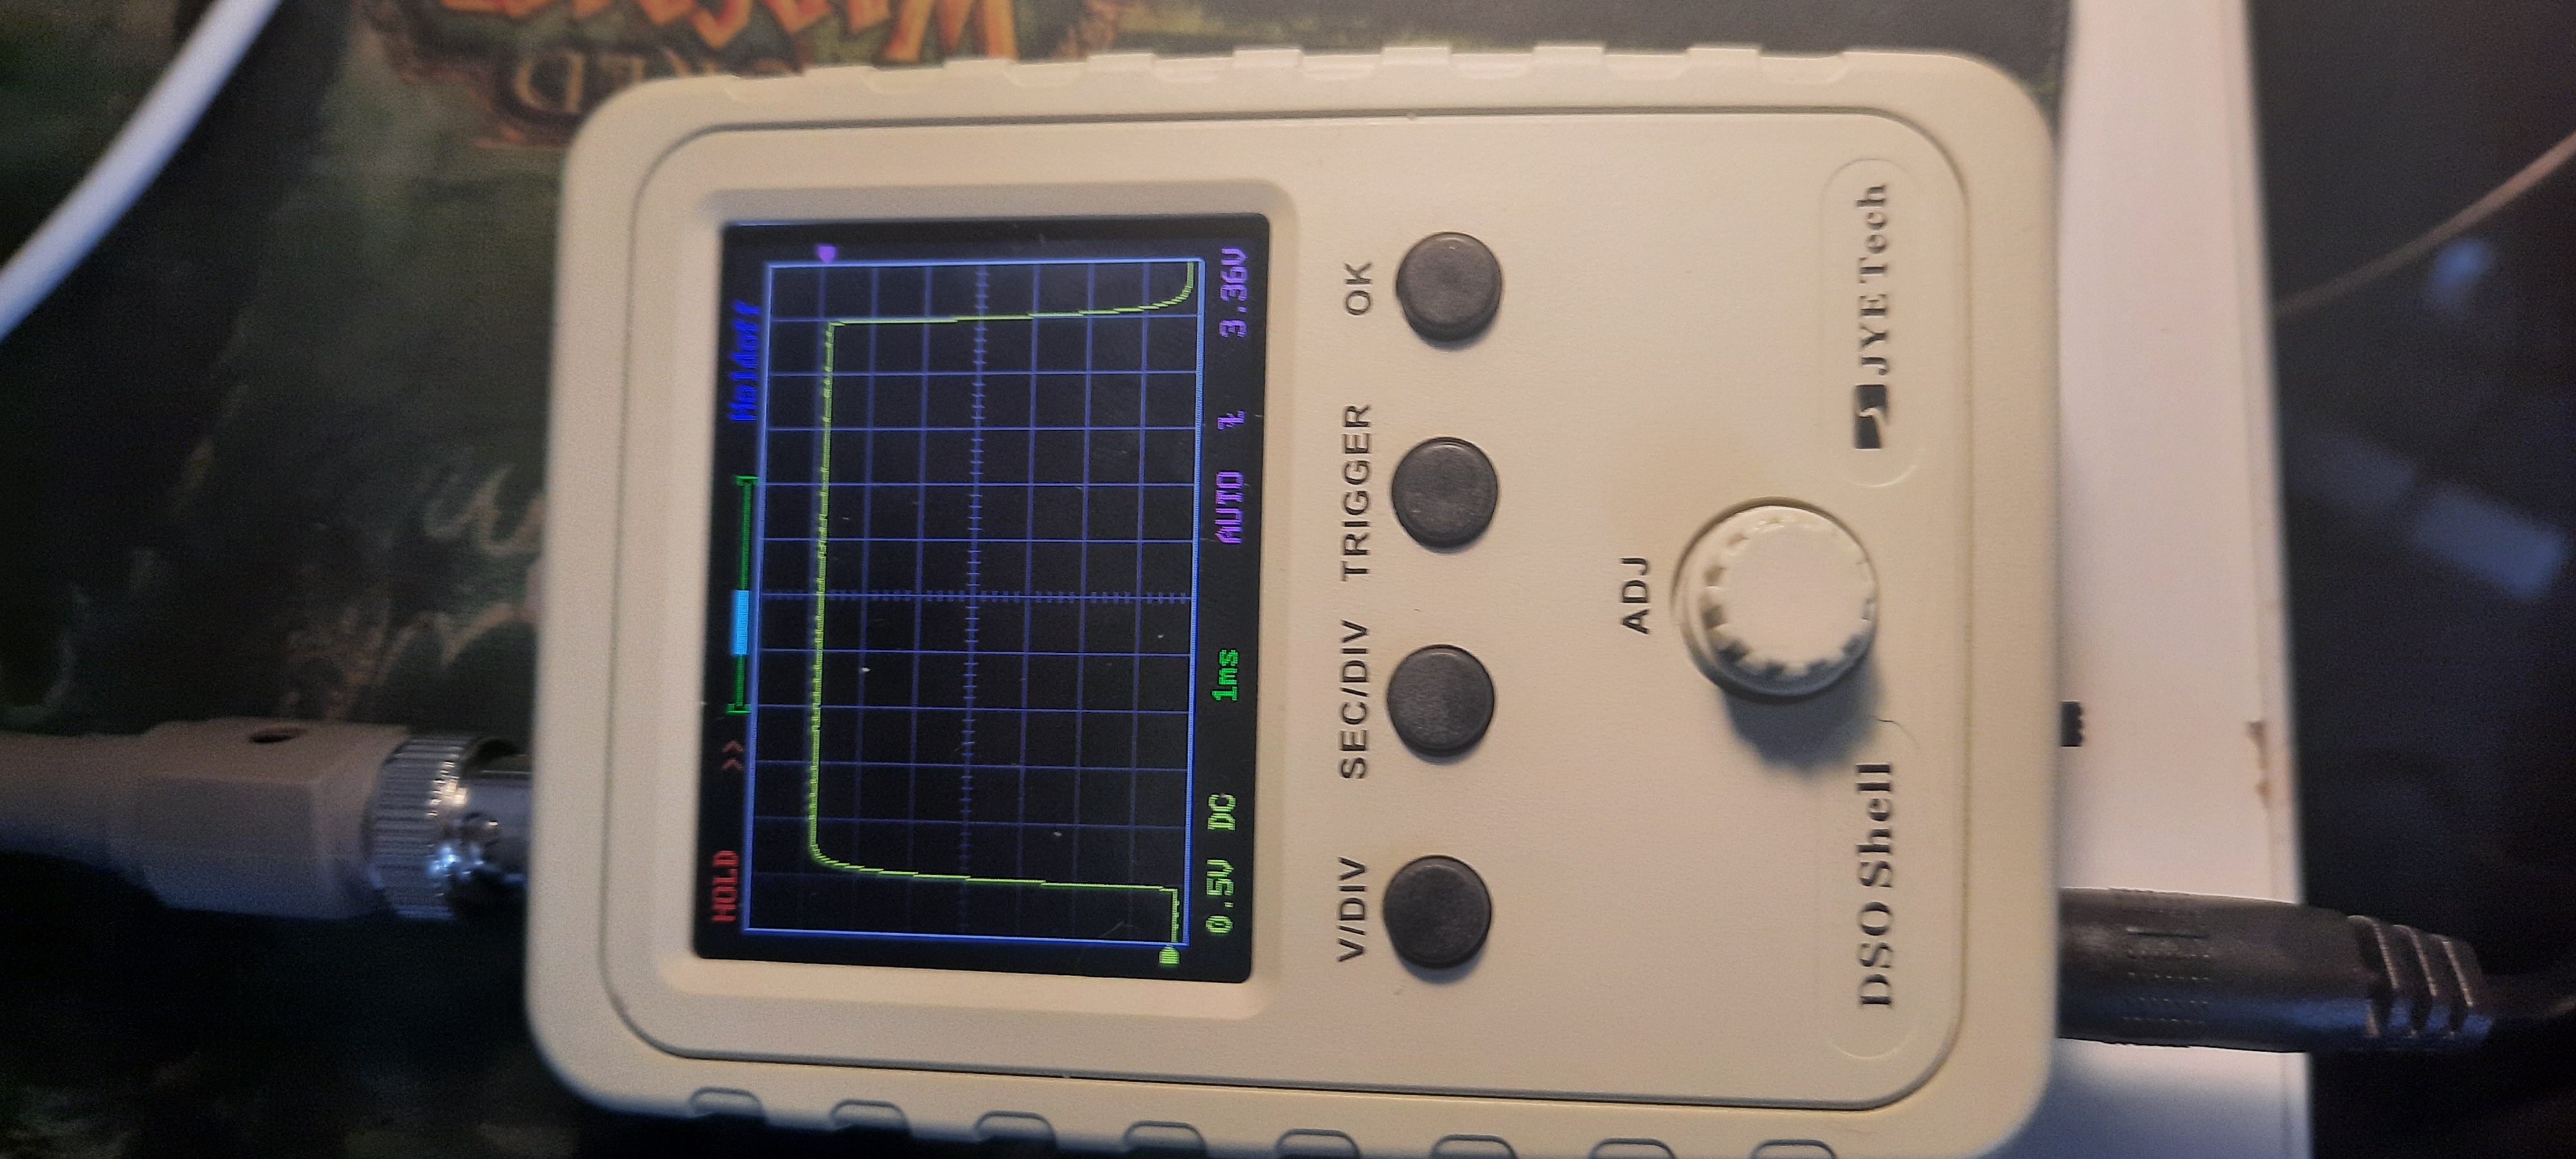 HOLD >> Holdoff
0.5V DC 1ms AUTO 3.36V
V/DIV SEC/DIV TRIGGER OK
ADJ
DSO Shell JYE Tech